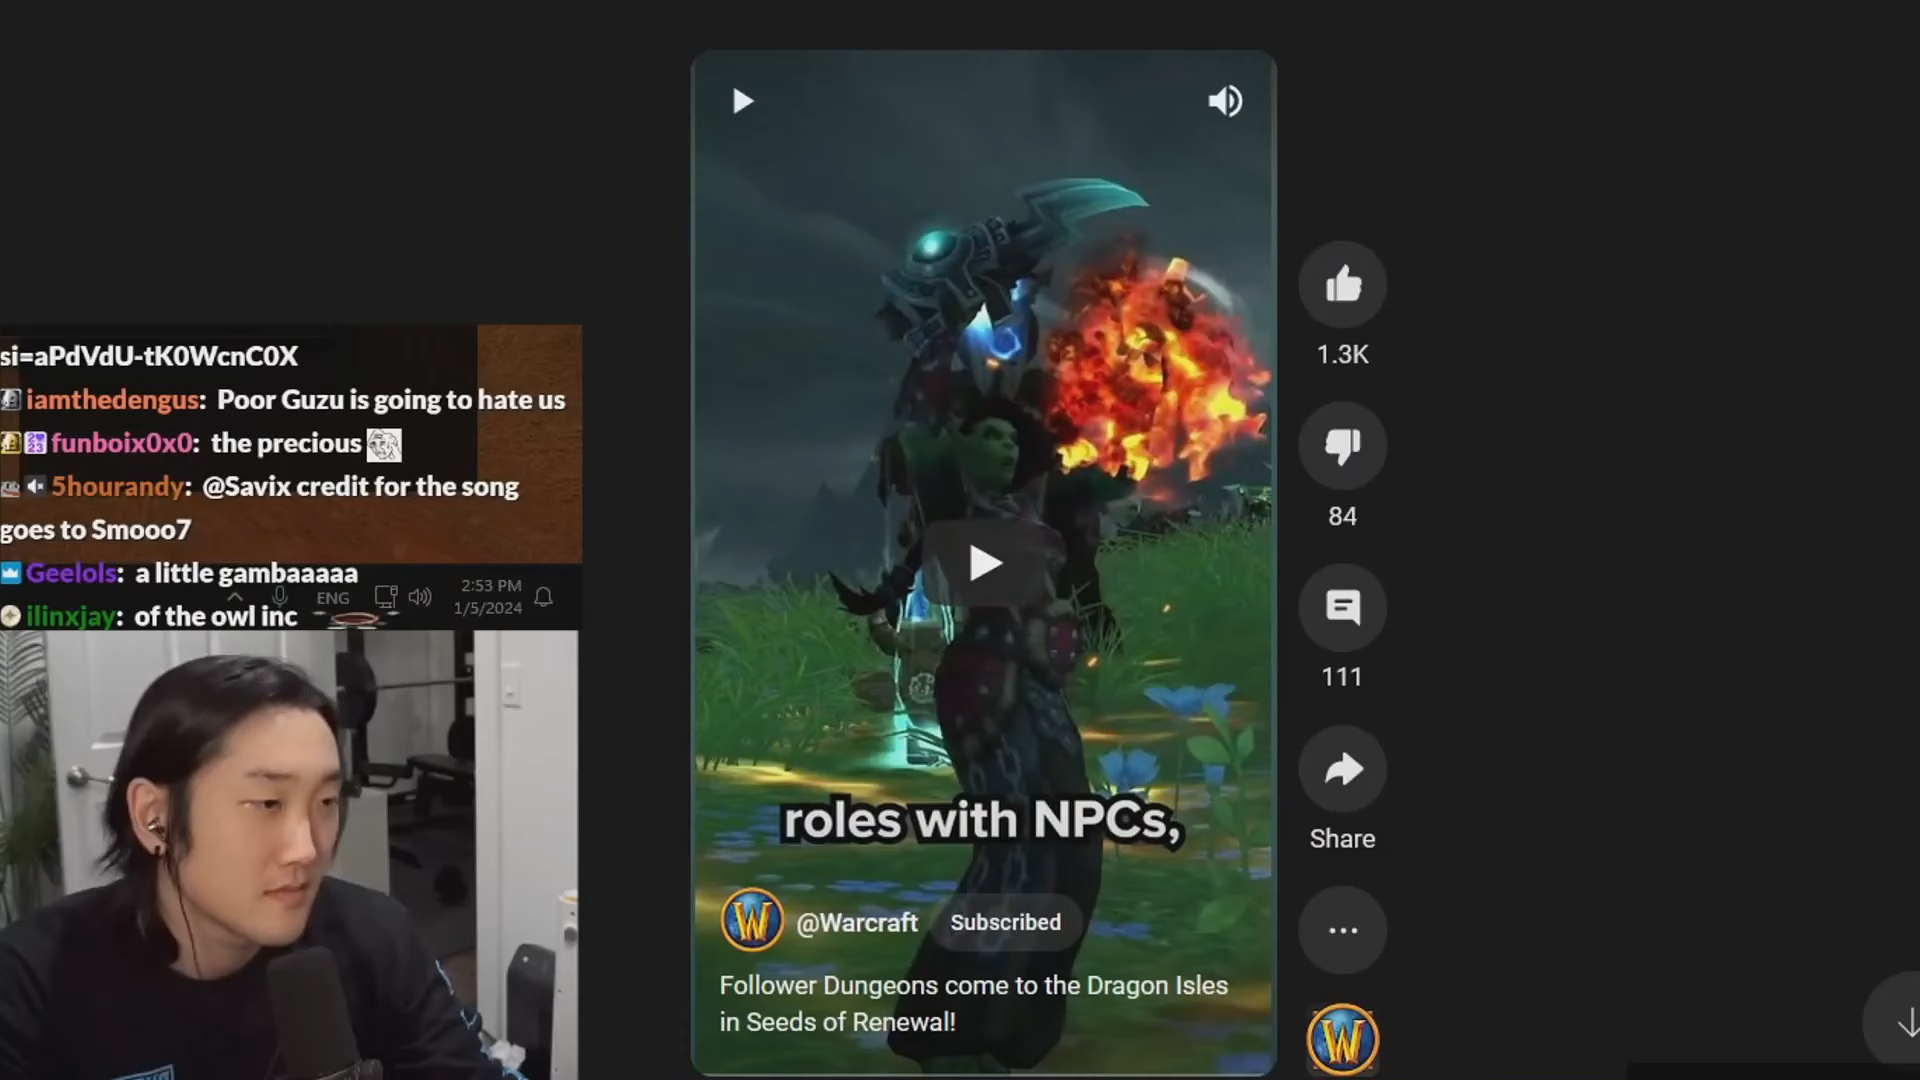 si=aPdVdU-tK0WcnC0X
iamthedengus: Poor Guzu is going to hate us
funboix0x0: the precious
5hourandy: @Savix credit for the song
goes to Smooo7
Geelols: a little gambaaaaa
ilinxjay: of the owl inc
ENG
2:53 PM
1/5/2024
roles with NPCs,
@Warcraft
Subscribed
Follower Dungeons come to the Dragon Isles
in Seeds of Renewal!
1.3K
84
111
Share